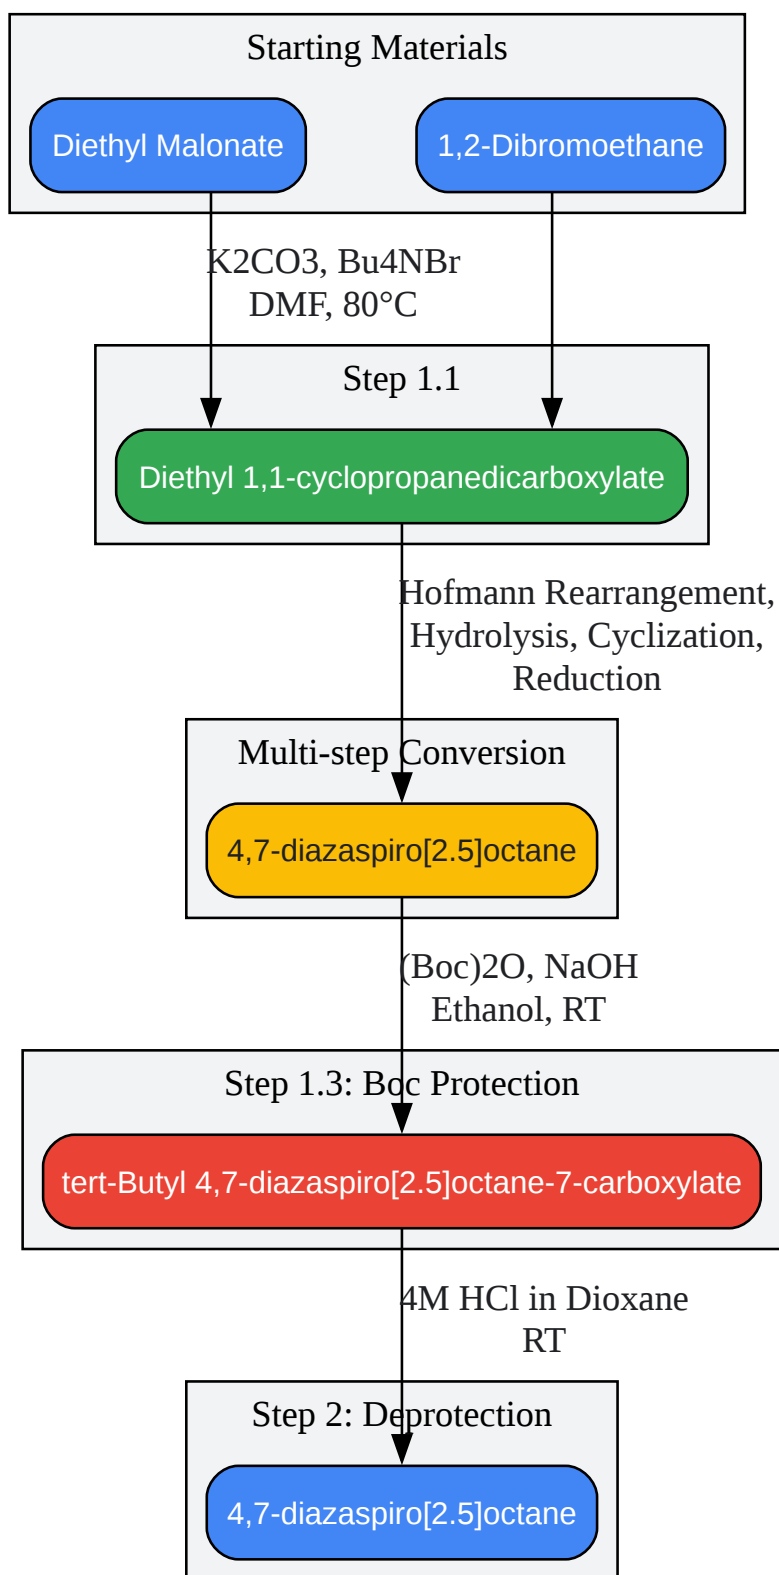 Starting Materials
Diethyl Malonate
1,2-Dibromoethane
K2CO3, Bu4NBr
DMF, 80°C
Step 1.1
Diethyl 1,1-cyclopropanedicarboxylate
Hofmann Rearrangement,
Hydrolysis, Cyclization,
Reduction
Multi-step Conversion
4,7-diazaspiro[2.5]octane
(Boc)2O, NaOH
Ethanol, RT
Step 1.3: Boc Protection
tert-Butyl 4,7-diazaspiro[2.5]octane-7-carboxylate
4M HCl in Dioxane
RT
Step 2: Deprotection
4,7-diazaspiro[2.5]octane